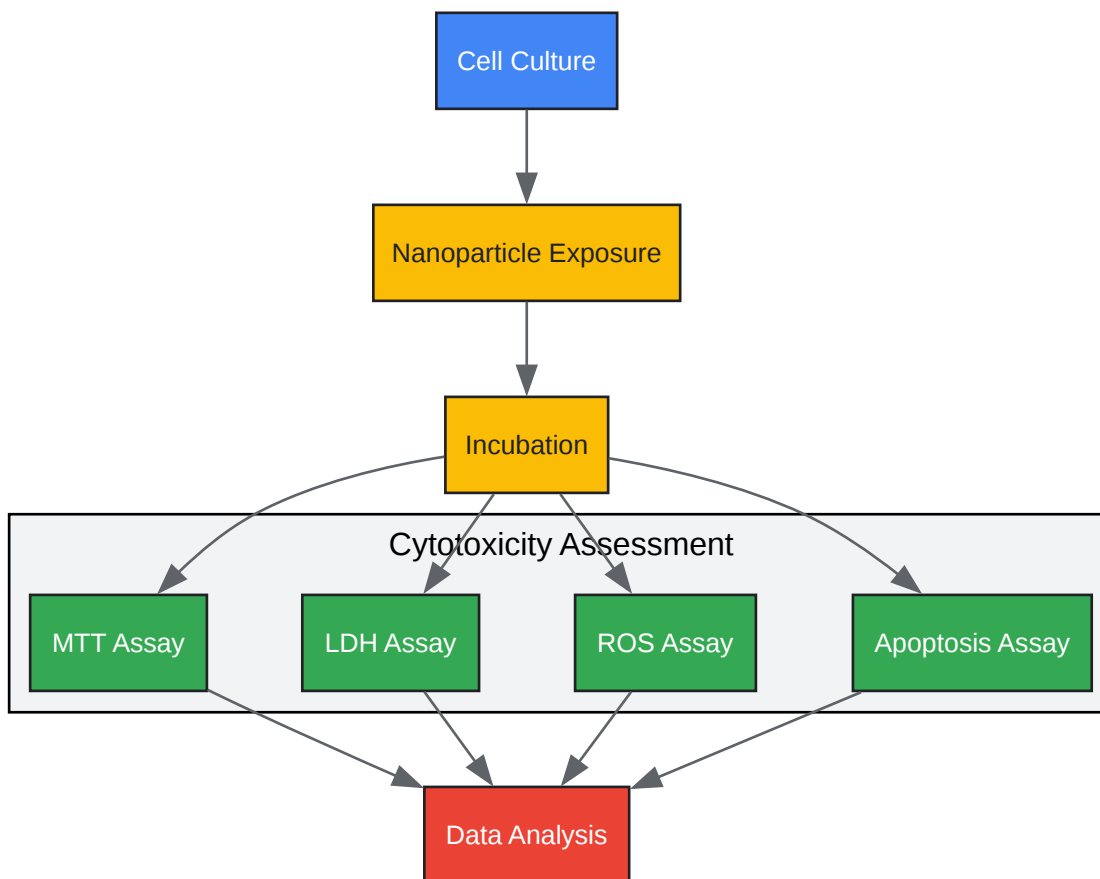 Cell Culture
Nanoparticle Exposure
Incubation
Cytotoxicity Assessment
MTT Assay
LDH Assay
ROS Assay
Apoptosis Assay
Data Analysis